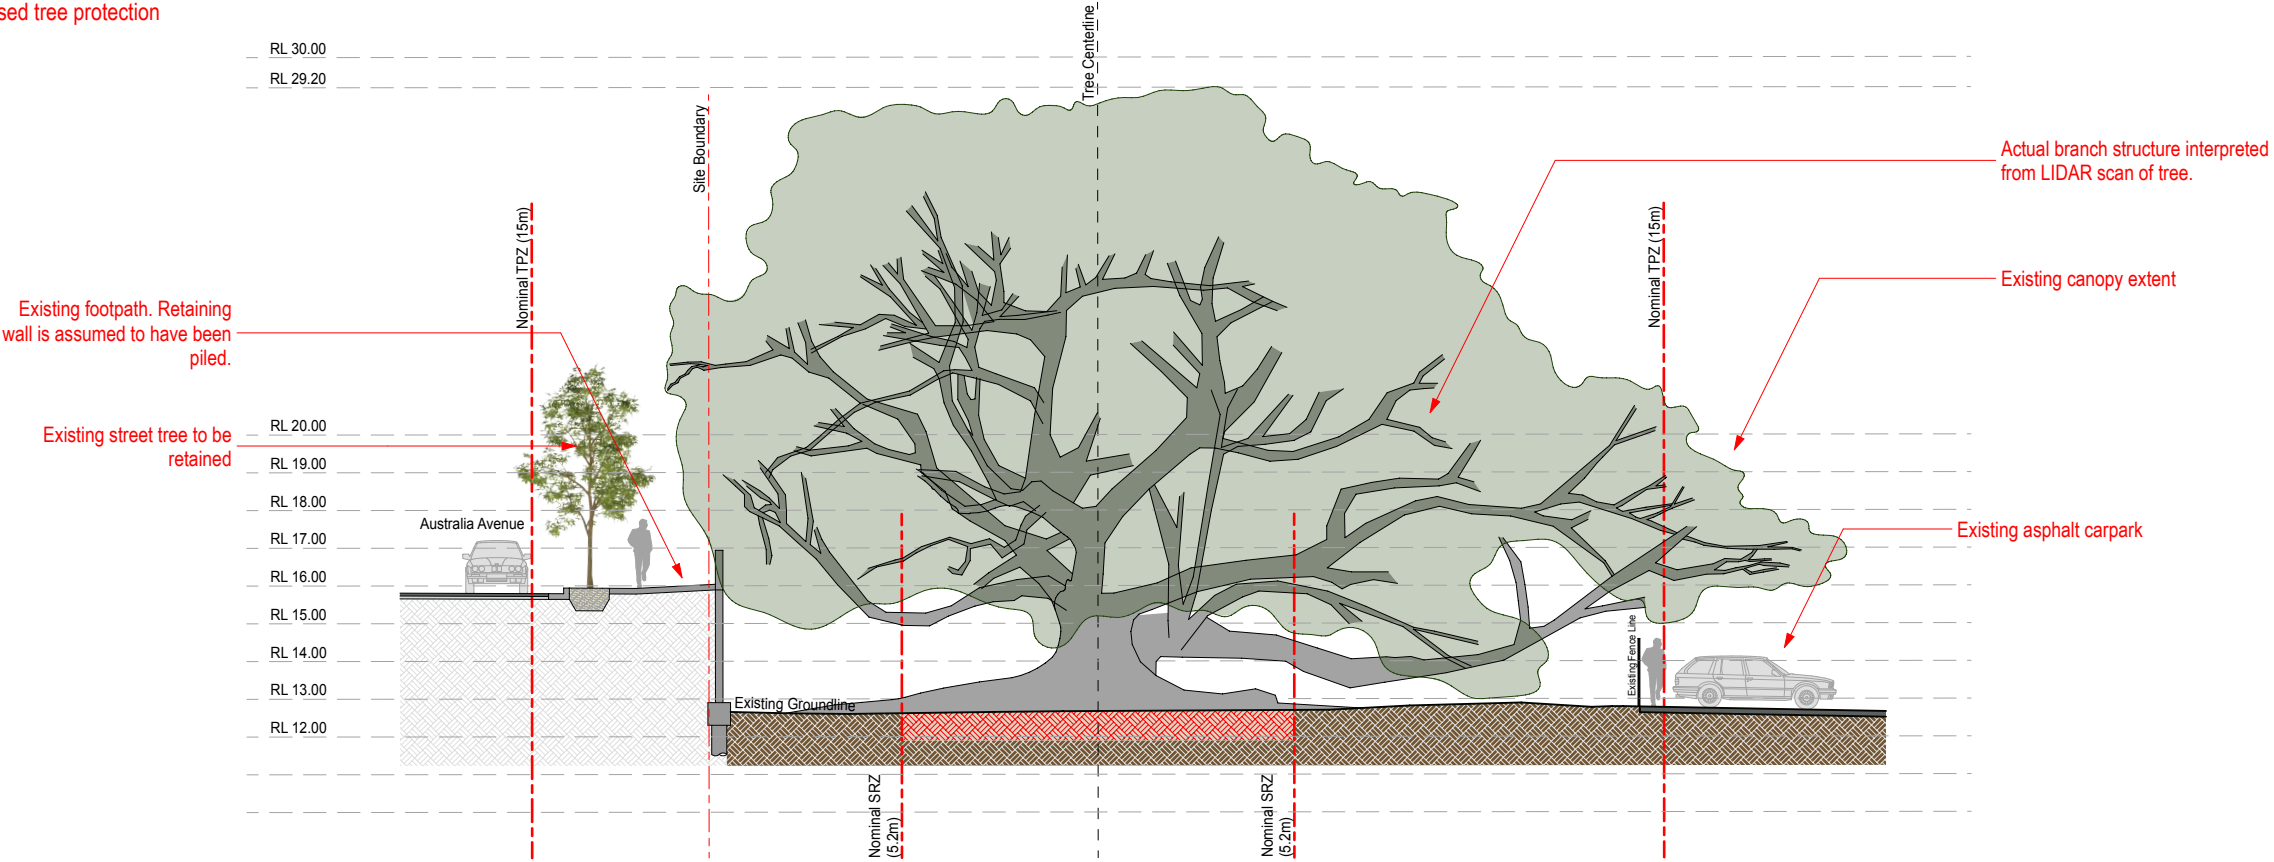 sed tree protection
RL 30.00
RL 29.20
Tree Centerline
Site Boundary
Actual branch structure interpreted
from LIDAR scan of tree.
Nominal TPZ (15m)
Nominal TPZ (15m)
Existing canopy extent
Existing footpath. Retaining
wall is assumed to have been
piled.
RL 20.00
Existing street tree to be
retained
RL 19.00
RL 18.00
Australia Avenue
RL 17.00
Existing asphalt carpark
RL 16.00
RL 15.00
RL 14.00
Existing Fence Line
RL 13.00
Existing Groundline
RL 12.00
Nominal SRZ
(5.2m)
Nominal SRZ
(5.2m)